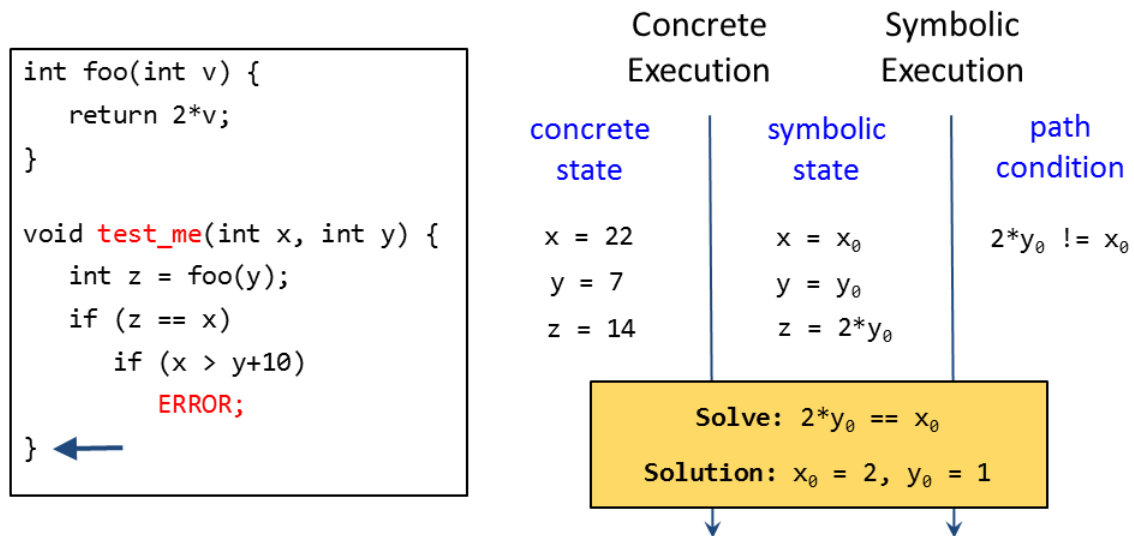 int foo(int v) {
return 2*v;
}
void test_me(int x, int y) {
int z = foo(y);
if (z == x)
if (x > y+10)
ERROR;
}
Concrete
Execution
Symbolic
Execution
concrete
state
symbolic
state
path
condition
x = 22
x = x₀
2*y₀ != x₀
y = 7
y = y₀
z = 14
z = 2*y₀
Solve: 2*y₀ == x₀
Solution: x₀ = 2, y₀ = 1